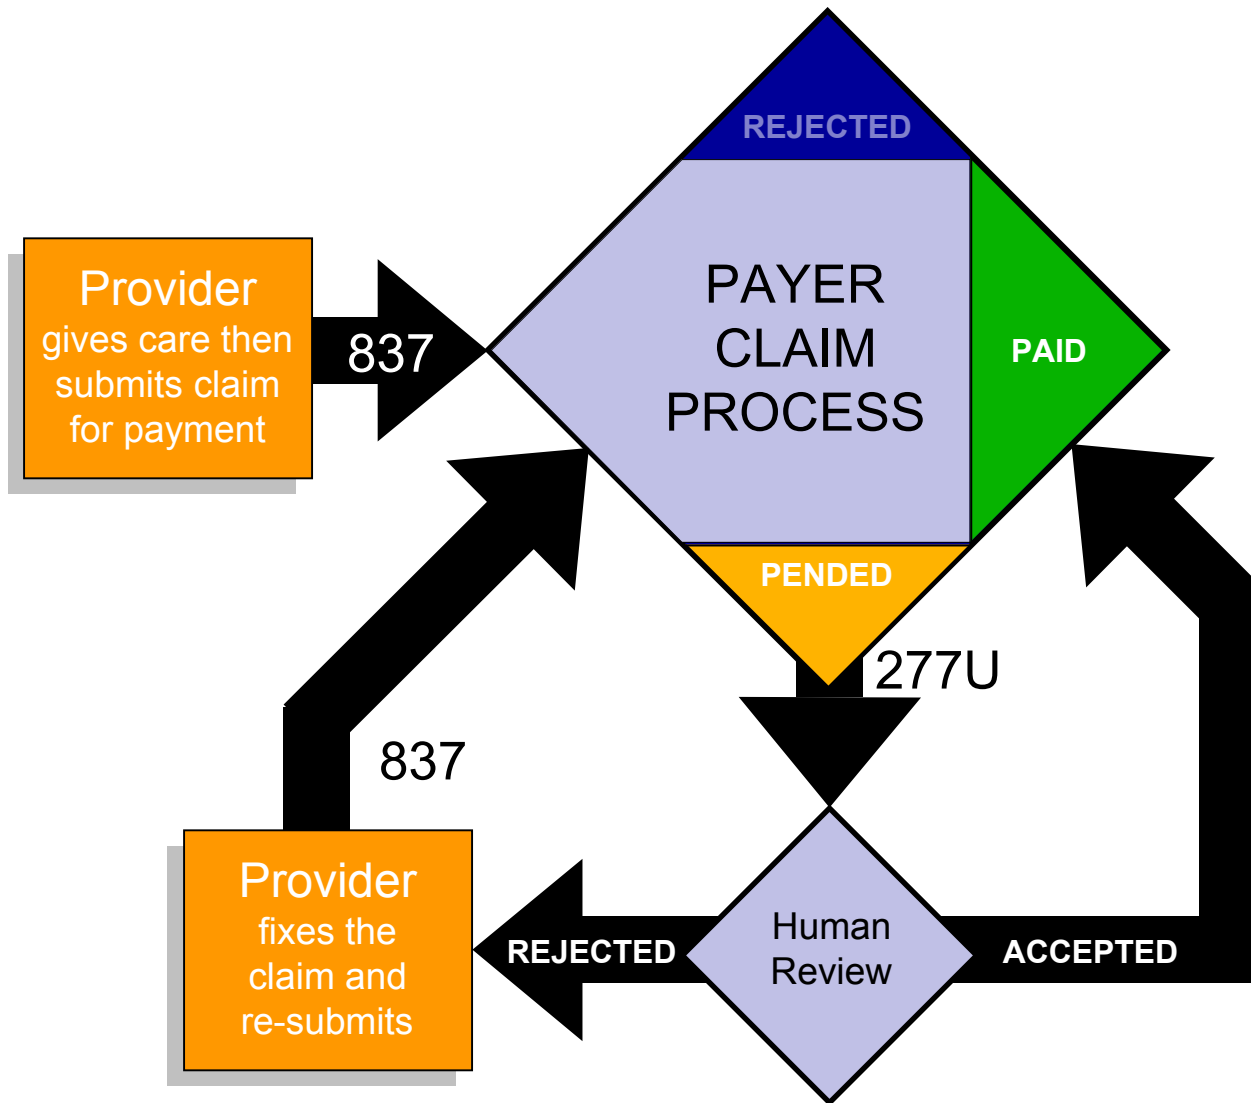 REJECTED
Provider
gives care then
submits claim
for payment
837
PAYER
CLAIM
PROCESS
PAID
PENDED
277U
837
Provider
fixes the
claim and
re-submits
REJECTED
Human
Review
ACCEPTED